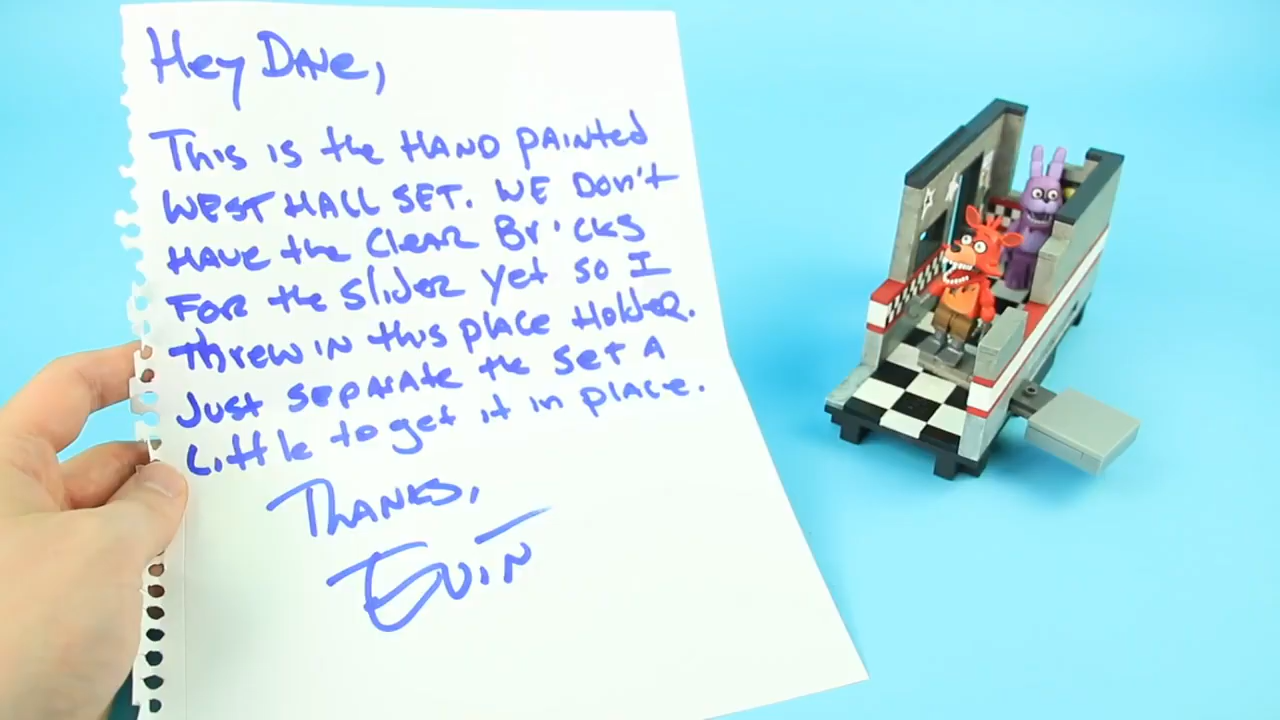 Hey Dave,
This is the HAND PAINTED
WEST HALL SET. WE DON't
HAVE the Clear Bricks
FOR the Slider yet so I
threw in this place Holder.
Just separate the set A
Little to get it in place.
THANKS,
Evin